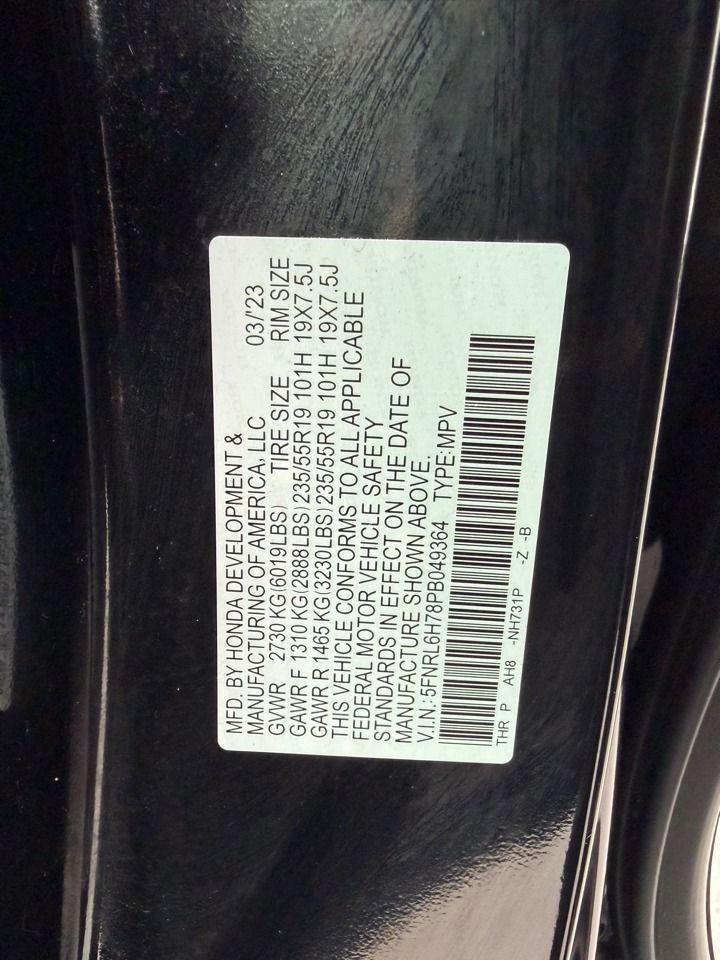 MFD. BY HONDA DEVELOPMENT &
MANUFACTURING OF AMERICA, LLC 03/'23
GVWR 2730 KG(6019LBS) TIRE SIZE RIM SIZE
GAWR F 1310 KG(2888LBS)235/55R19 101H 19X7.5J
GAWR R 1465 KG(3230LBS)235/55R19 101H 19X7.5J
THIS VEHICLE CONFORMS TO ALL APPLICABLE
FEDERAL MOTOR VEHICLE SAFETY
STANDARDS IN EFFECT ON THE DATE OF
MANUFACTURE SHOWN ABOVE.
V.I.N.:5FNRL6H78PB049364 TYPE:MPV
THR P AH8 -NH731P -Z -B